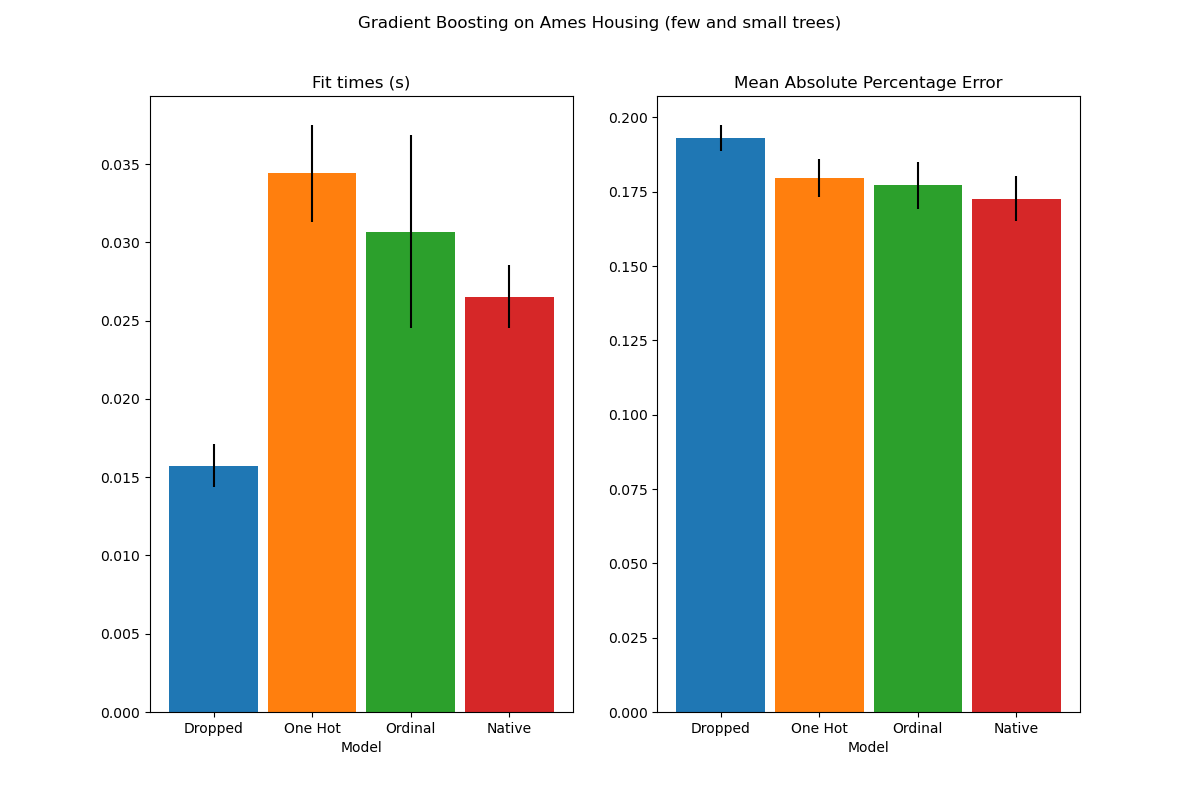 Gradient Boosting on Ames Housing (few and small trees)
Fit times (s)
0.035
0.030
0.025
0.020
0.015
0.010
0.005
0.000
Dropped One Hot Ordinal Native
Model
Mean Absolute Percentage Error
0.200
0.175
0.150
0.125
0.100
0.075
0.050
0.025
0.000
Dropped One Hot Ordinal Native
Model